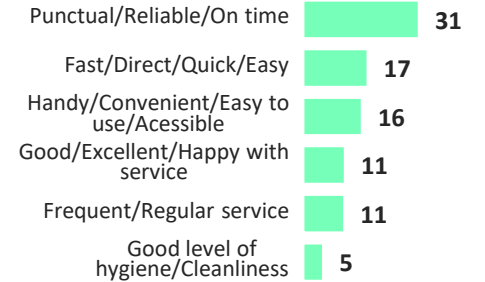 Punctual/Reliable/On time 31
Fast/Direct/Quick/Easy 17
Handy/Convenient/Easy to
use/Acessible 16
Good/Excellent/Happy with
service 11
Frequent/Regular service 11
Good level of
hygiene/Cleanliness 5